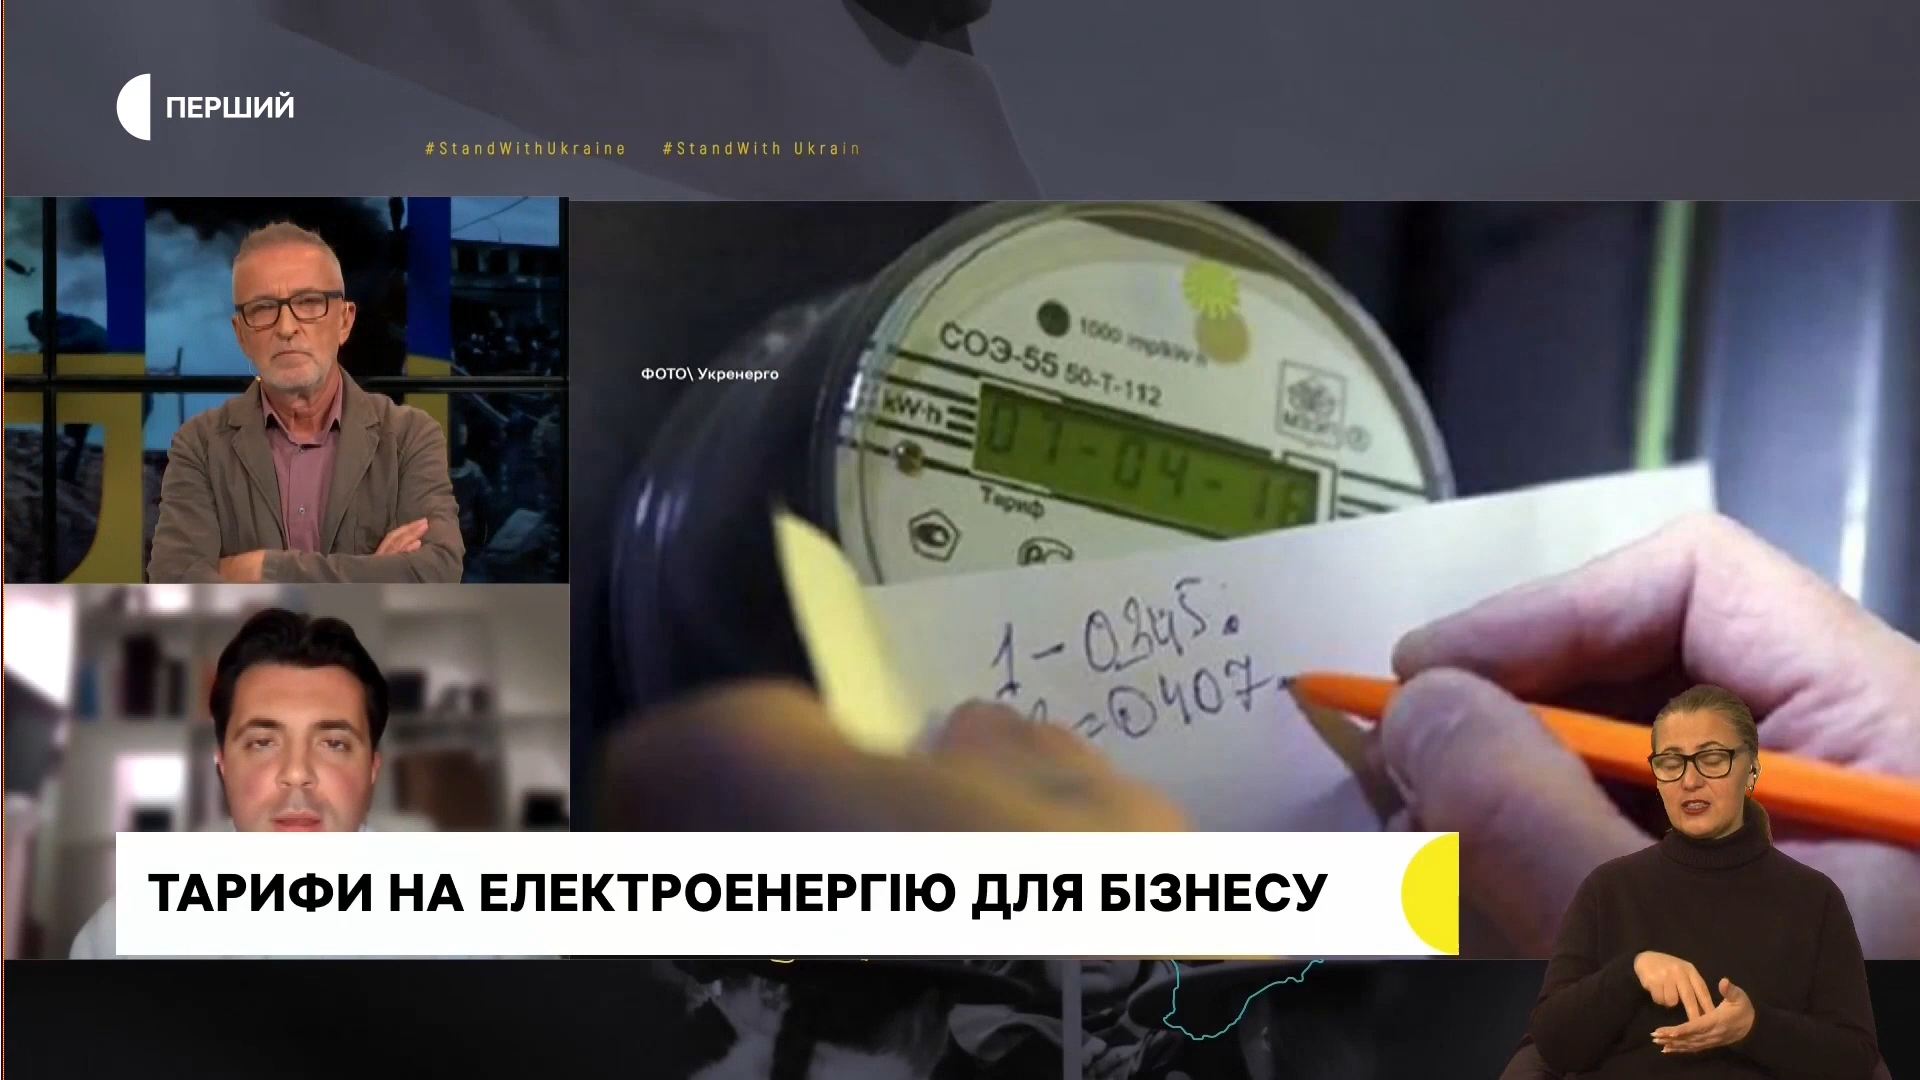 ПЕРШИЙ
#StandWithUkraine #StandWith Ukrain
ФОТО\ Укренерго
1000 imp/kW h
СОЭ-55 50-Т-112
kW·h
07-04-16
Тариф
1-0345.
=0407.
ТАРИФИ НА ЕЛЕКТРОЕНЕРГІЮ ДЛЯ БІЗНЕСУ